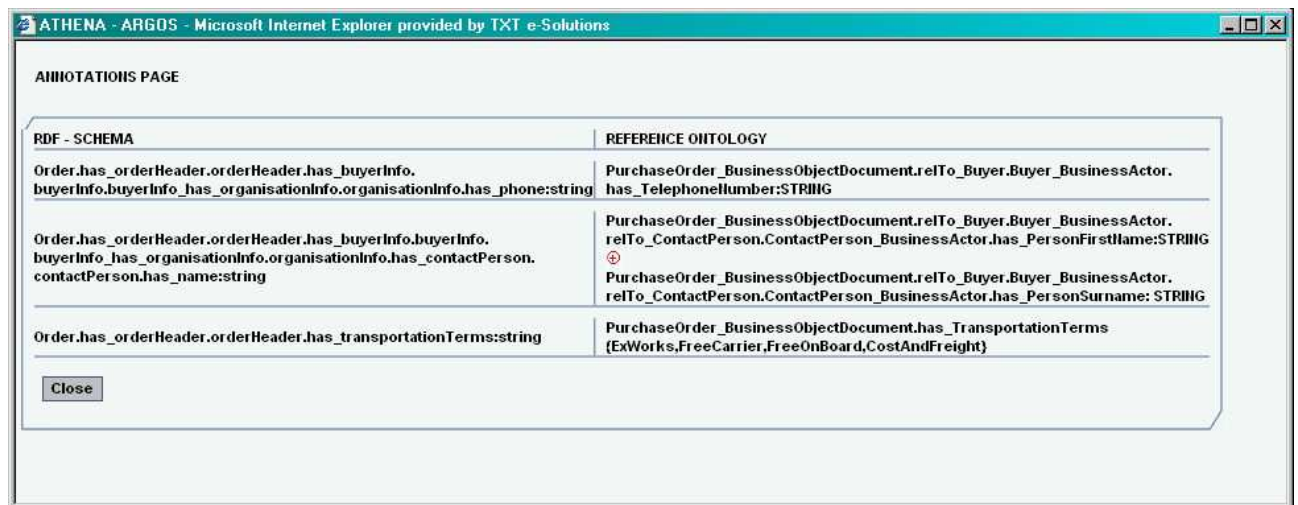 ATHENA - ARGOS - Microsoft Internet Explorer provided by TXT e-Solutions
ANNOTATIONS PAGE
RDF - SCHEMA
REFERENCE ONTOLOGY
Order.has_orderHeader.orderHeader.has_buyerInfo.
buyerInfo.buyerInfo_has_organisationInfo.organisationInfo.has_phone:string
PurchaseOrder_BusinessObjectDocument.relTo_Buyer.Buyer_BusinessActor.
has_TelephoneNumber:STRING
Order.has_orderHeader.orderHeader.has_buyerInfo.buyerInfo.
buyerInfo_has_organisationInfo.organisationInfo.has_contactPerson.
contactPerson.has_name:string
PurchaseOrder_BusinessObjectDocument.relTo_Buyer.Buyer_BusinessActor.
relTo_ContactPerson.ContactPerson_BusinessActor.has_PersonFirstName:STRING
⊕
PurchaseOrder_BusinessObjectDocument.relTo_Buyer.Buyer_BusinessActor.
relTo_ContactPerson.ContactPerson_BusinessActor.has_PersonSurname: STRING
Order.has_orderHeader.orderHeader.has_transportationTerms:string
PurchaseOrder_BusinessObjectDocument.has_TransportationTerms
{ExWorks,FreeCarrier,FreeOnBoard,CostAndFreight}
Close